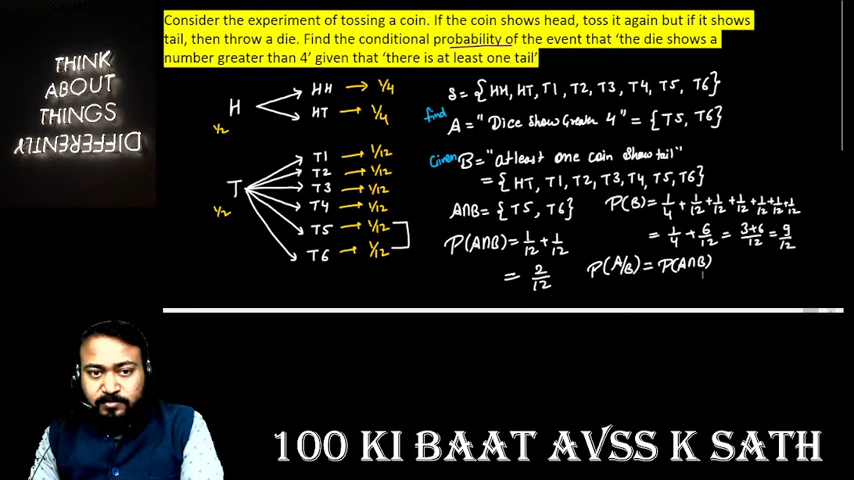 Consider the experiment of tossing a coin. If the coin shows head, toss it again but if it shows
tail, then throw a die. Find the conditional probability of the event that 'the die shows a
number greater than 4' given that 'there is at least one tail'
THINK
ABOUT
THINGS
DIFFERENTLY
H
1/2
HH → 1/4
HT → 1/4
T
1/2
T1 → 1/12
T2 → 1/12
T3 → 1/12
T4 → 1/12
T5 → 1/12
T6 → 1/12
S = {HH, HT, T1, T2, T3, T4, T5, T6}
find A = "Dice show Greater 4" = {T5, T6}
Given B = "atleast one coin show tail"
= {HT, T1, T2, T3, T4, T5, T6}
A∩B = {T5, T6}
P(A∩B) = 1/12 + 1/12
= 2/12
P(B) = 1/4 + 1/12 + 1/12 + 1/12 + 1/12 + 1/12 + 1/12
= 1/4 + 6/12 = 3+6/12 = 9/12
P(A/B) = P(A∩B)
100 KI BAAT AVSS K SATH